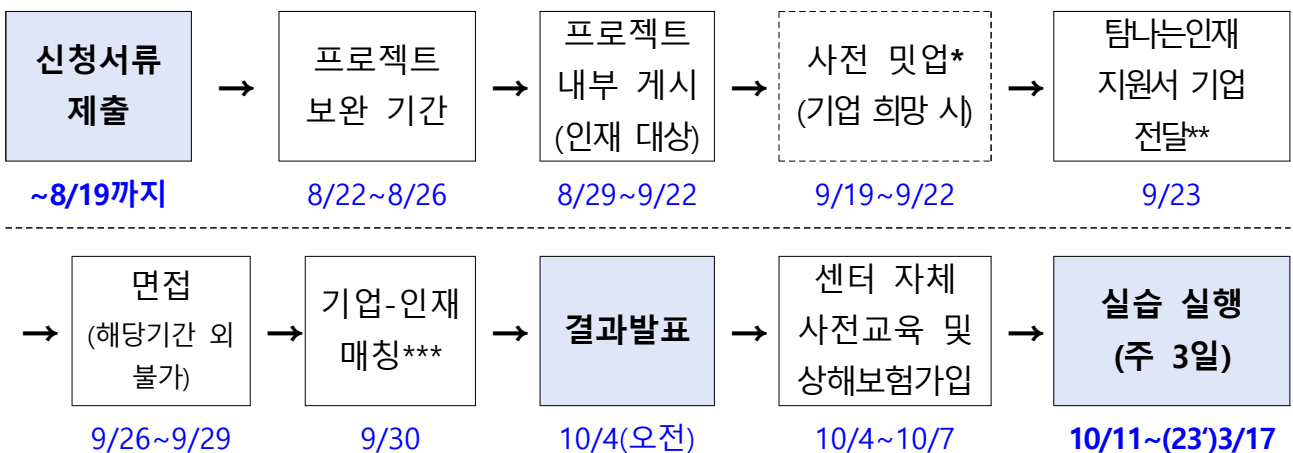 신청서류
제출
→
프로젝트
보완 기간
→
프로젝트
내부 게시
(인재 대상)
→
사전 밋업*
(기업 희망 시)
→
탐나는인재
지원서 기업
전달**
~8/19까지
8/22~8/26
8/29~9/22
9/19~9/22
9/23
→
면접
(해당기간 외
불가)
→
기업-인재
매칭***
→
결과발표
→
센터 자체
사전교육 및
상해보험가입
→
실습 실행
(주 3일)
9/26~9/29
9/30
10/4(오전)
10/4~10/7
10/11~(23')3/17